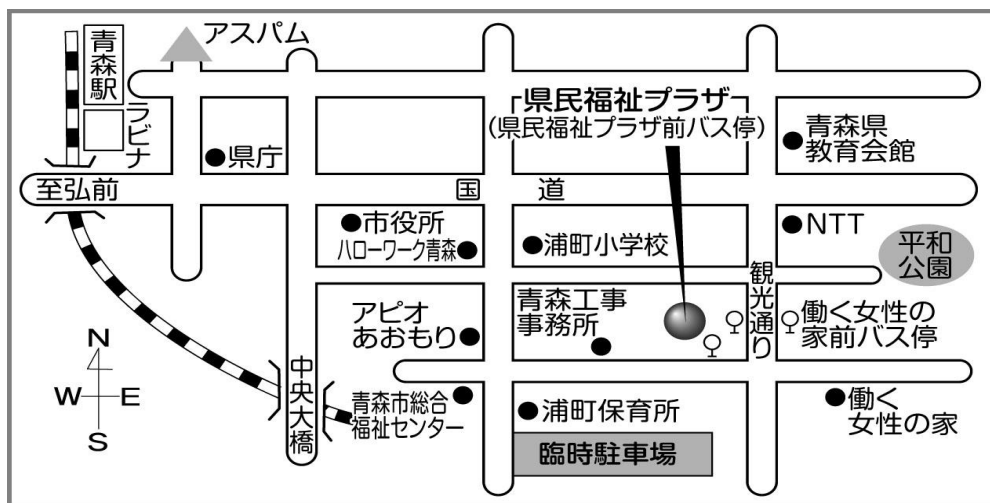 アスパム
青森駅
ラビナ
県民福祉プラザ
(県民福祉プラザ前バス停)
県庁
青森県
教育会館
至弘前
国道
市役所
ハローワーク青森
浦町小学校
NTT
平和
公園
観光通り
青森工事
事務所
アピオ
あおもり
働く女性の
家前バス停
N
W
E
S
中央大橋
青森市総合
福祉センター
浦町保育所
働く
女性の家
臨時駐車場